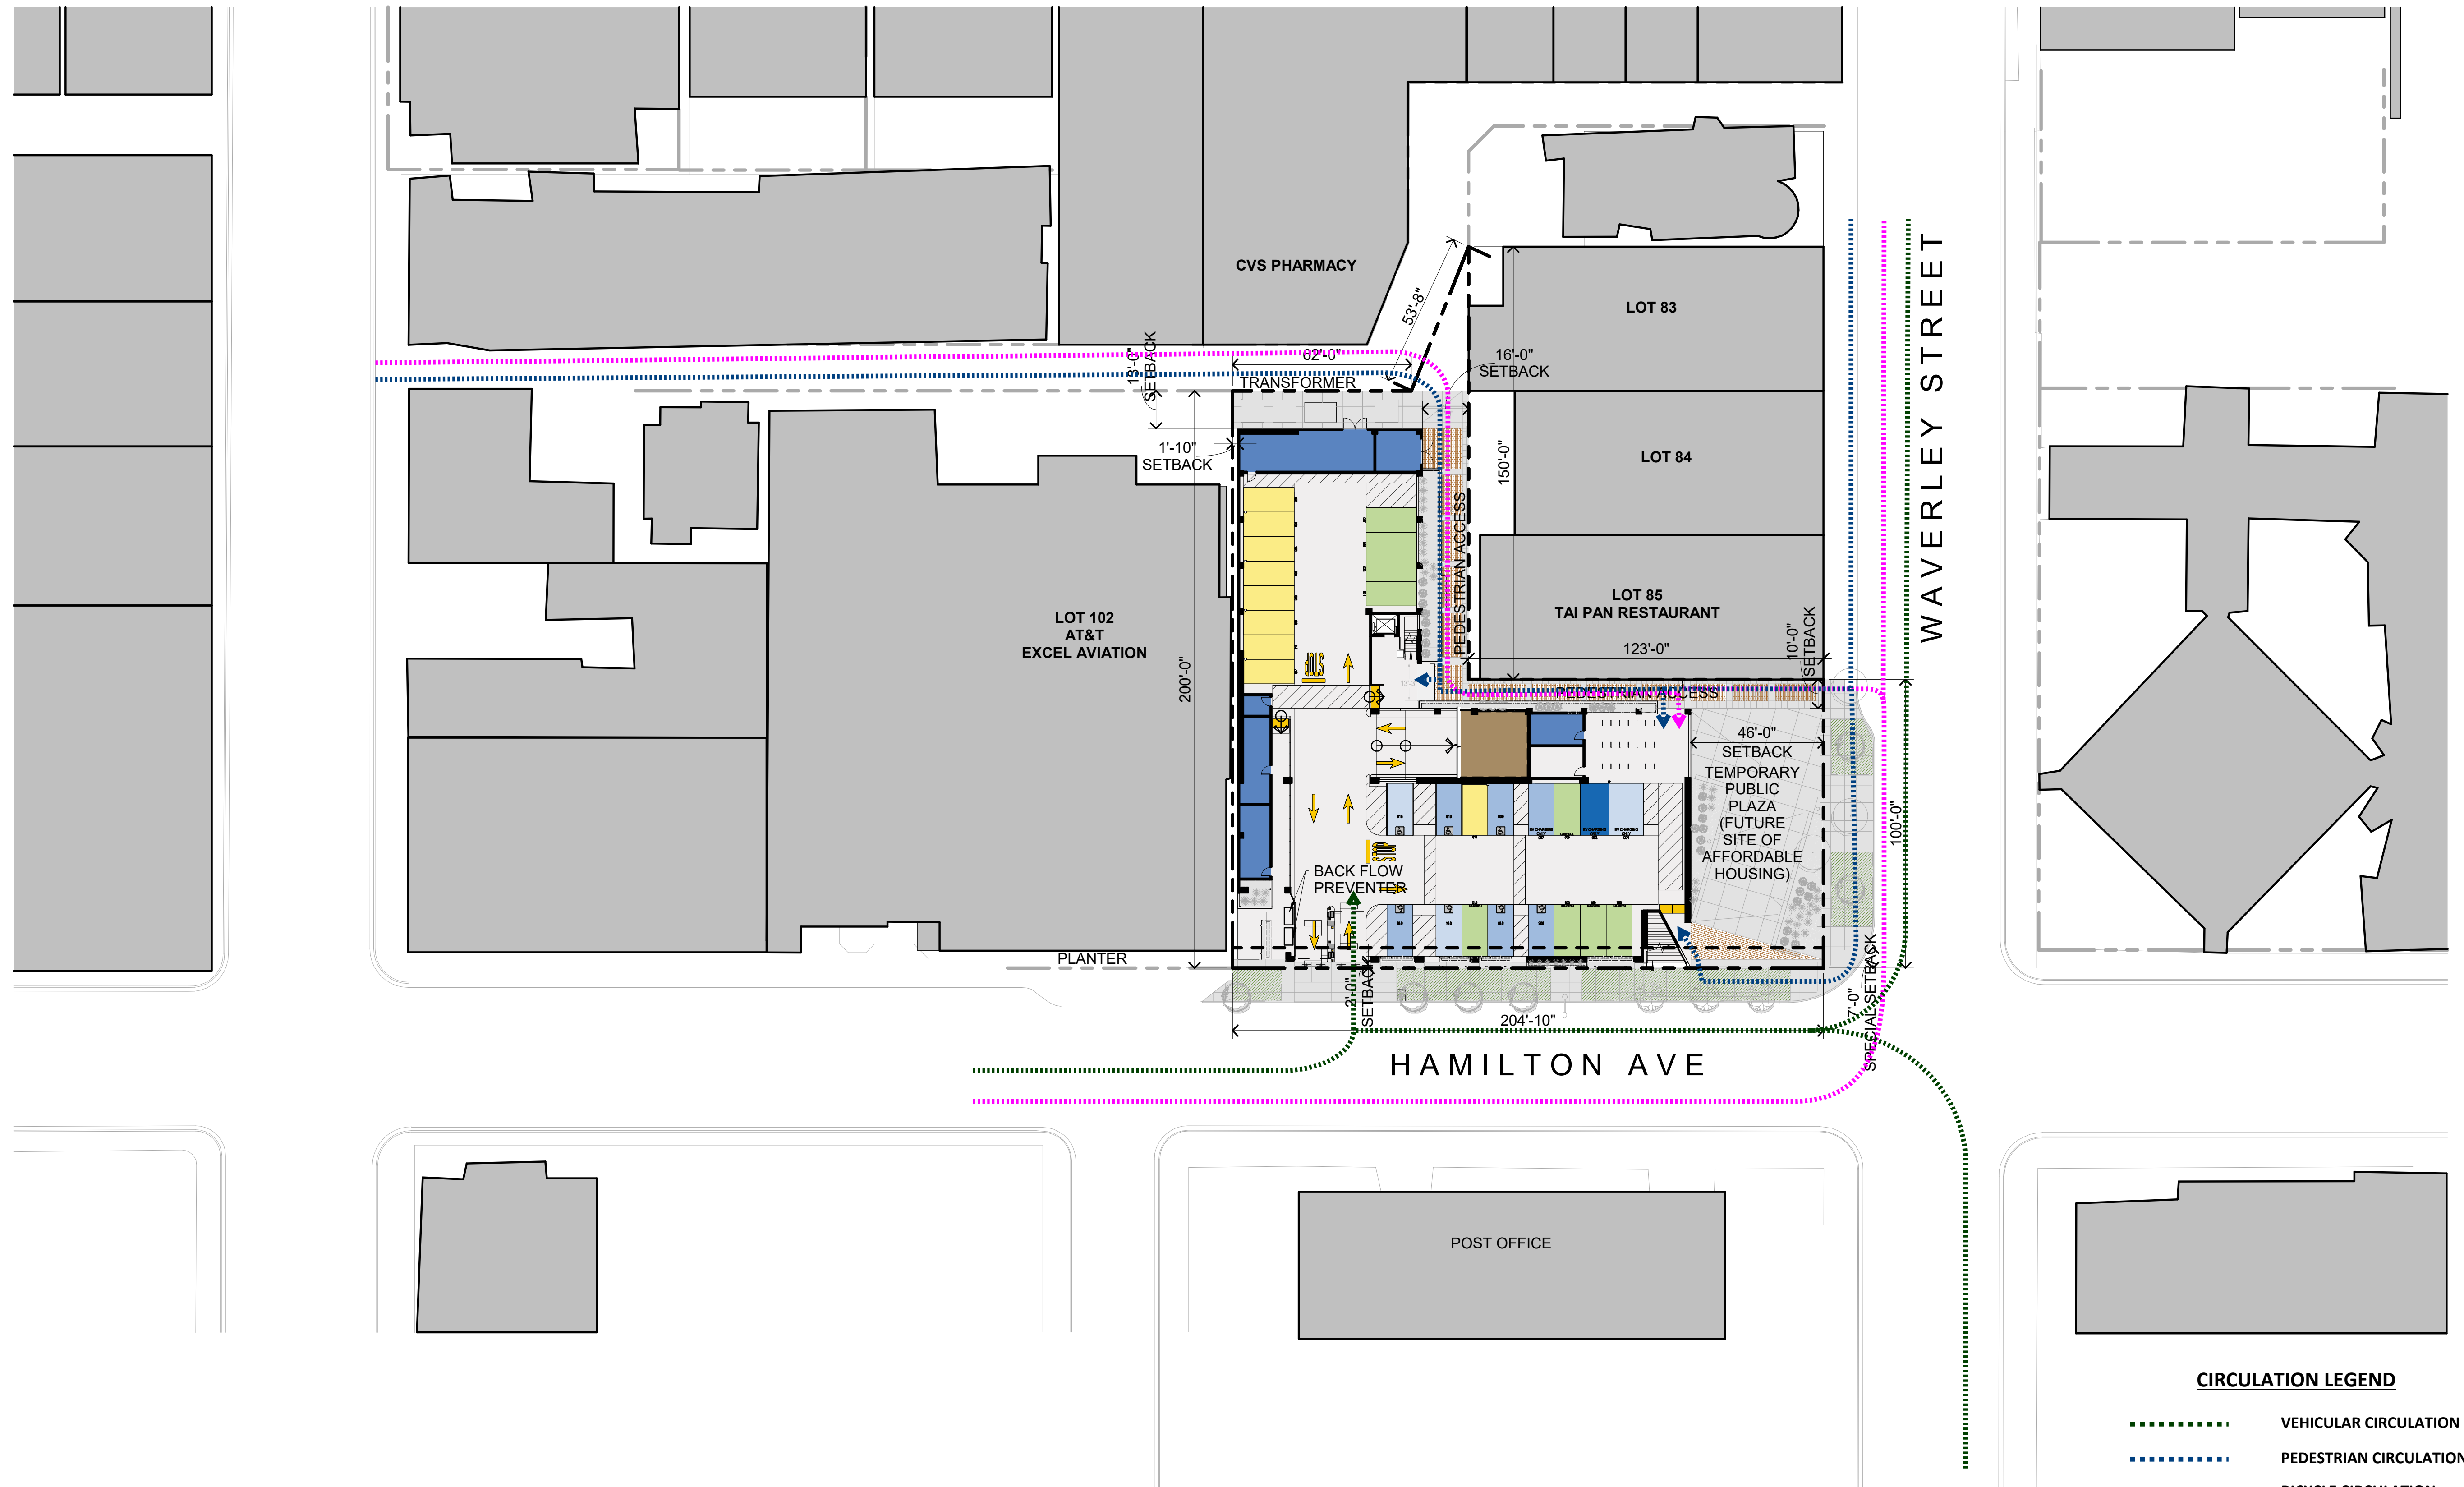 CVS PHARMACY
53'-8"
LOT 83
WAVERLEY STREET
62'-0"
16'-0"
SETBACK
13'-0"
SETBACK
TRANSFORMER
1'-10"
SETBACK
150'-0"
LOT 84
PEDESTRIAN ACCESS
LOT 85
TAI PAN RESTAURANT
LOT 102
AT&T
EXCEL AVIATION
123'-0"
10'-0"
SETBACK
200'-0"
STOP
PEDESTRIAN ACCESS
46'-0"
SETBACK
TEMPORARY
PUBLIC
PLAZA
(FUTURE
SITE OF
AFFORDABLE
HOUSING)
100'-0"
STOP
BACK FLOW
PREVENTER
PLANTER
2'-0"
SETBACK
7'-0"
SPECIAL SETBACK
204'-10"
HAMILTON AVE
POST OFFICE
CIRCULATION LEGEND
VEHICULAR CIRCULATION
PEDESTRIAN CIRCULATION
BICYCLE CIRCULATION